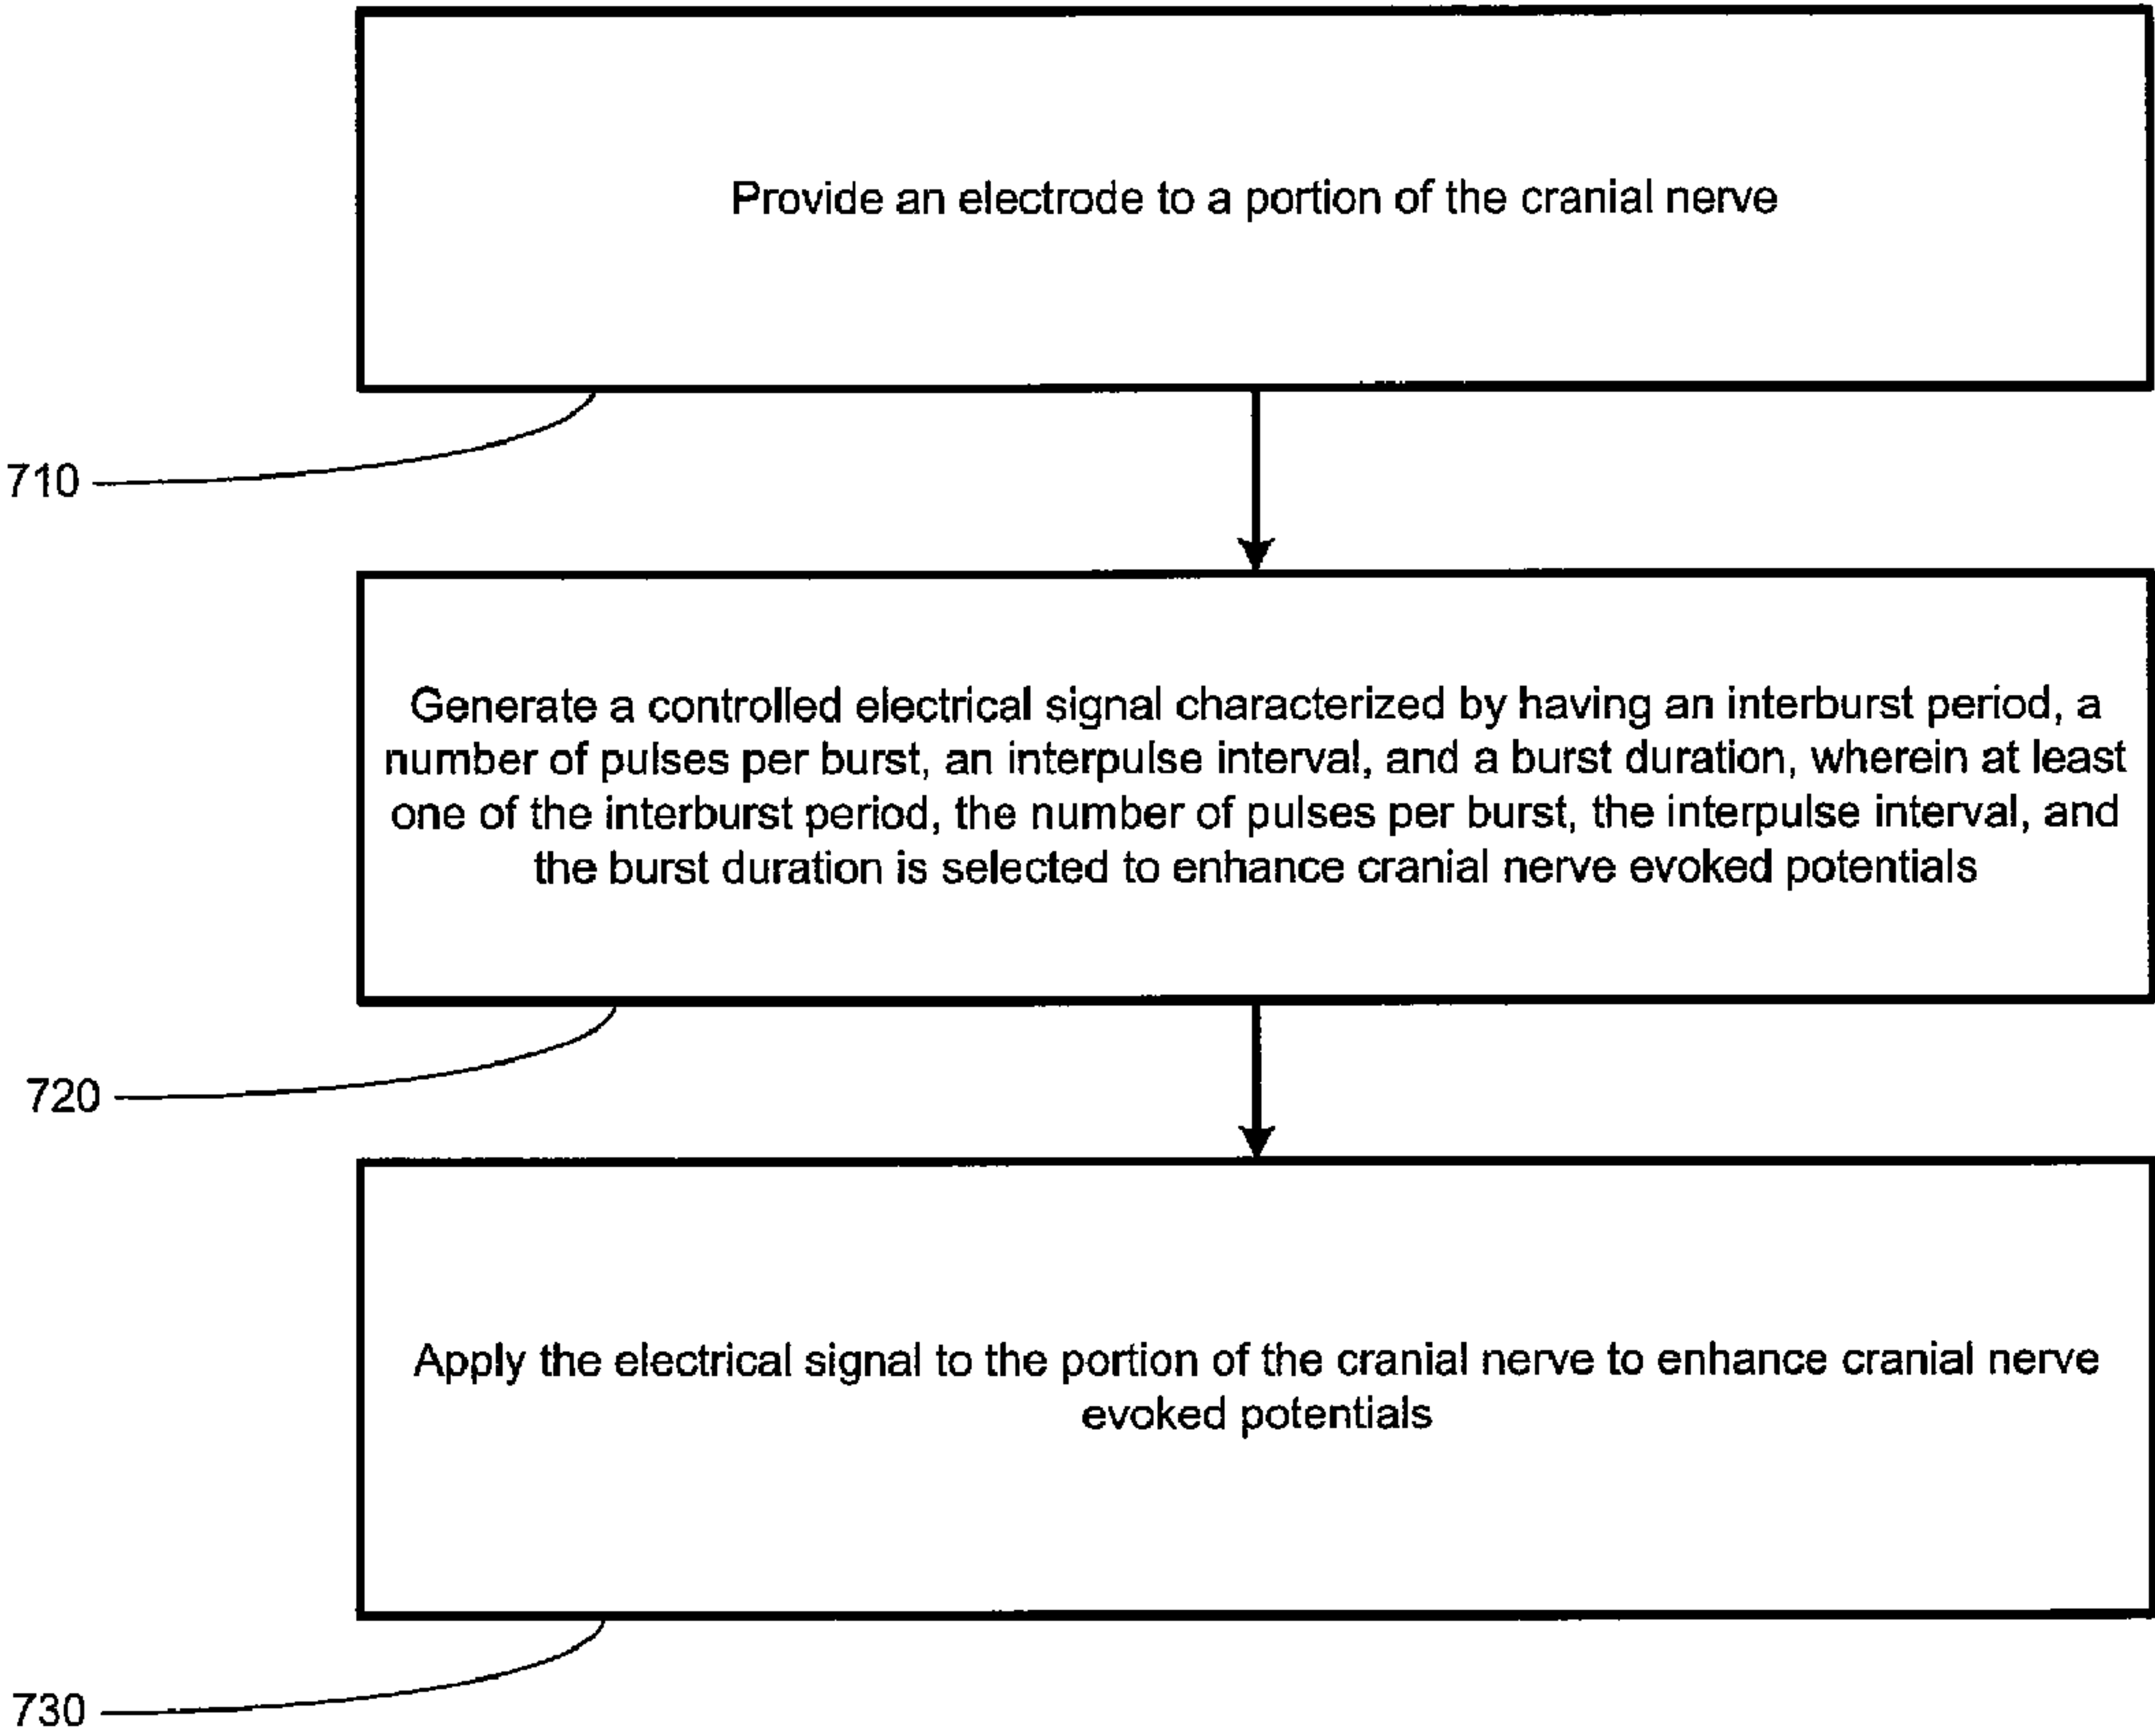 Provide an electrode to a portion of the cranial nerve
710
Generate a controlled electrical signal characterized by having an interburst period, a
number of pulses per burst, an interpulse interval, and a burst duration, wherein at least
one of the interburst period, the number of pulses per burst, the interpulse interval, and
the burst duration is selected to enhance cranial nerve evoked potentials
720
Apply the electrical signal to the portion of the cranial nerve to enhance cranial nerve
evoked potentials
730